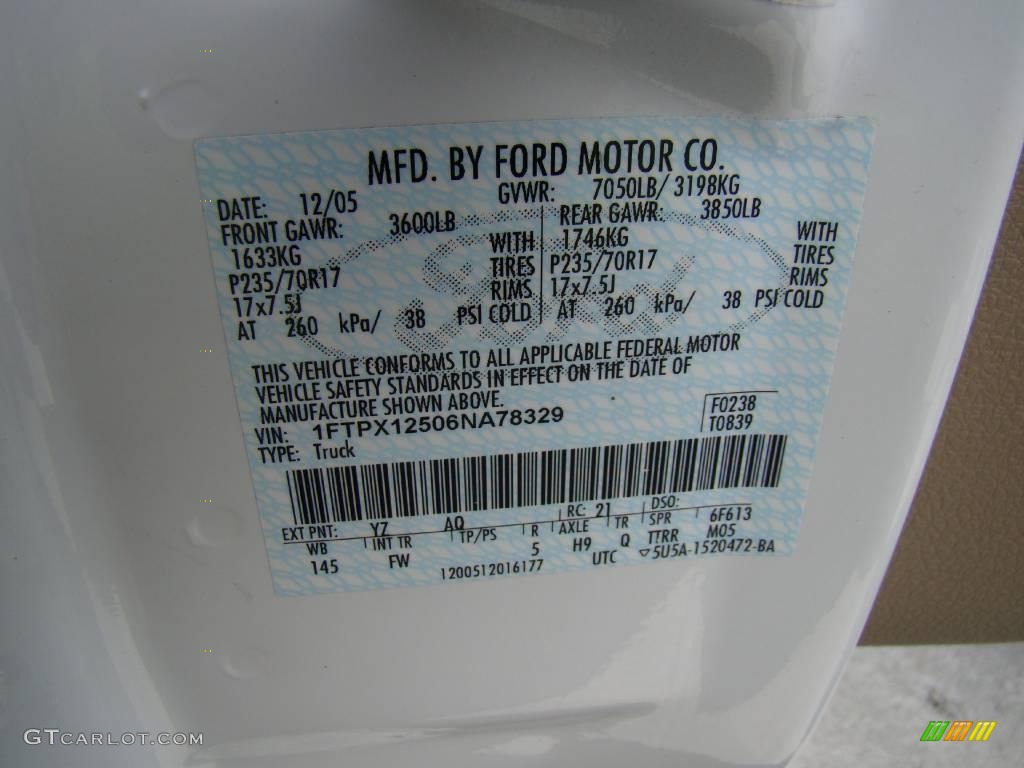 MFD. BY FORD MOTOR CO.
DATE: 12/05 GVWR: 7050LB/ 3198KG
FRONT GAWR: 3600LB REAR GAWR: 3850LB
1633KG WITH 1746KG WITH
P235/70R17 TIRES P235/70R17 TIRES
17x7.5J RIMS 17x7.5J RIMS
AT 260 kPa/ 38 PSI COLD AT 260 kPa/ 38 PSI COLD
Ford
THIS VEHICLE CONFORMS TO ALL APPLICABLE FEDERAL MOTOR
VEHICLE SAFETY STANDARDS IN EFFECT ON THE DATE OF
MANUFACTURE SHOWN ABOVE.
VIN: 1FTPX12506NA78329 F0238
TYPE: Truck T0839
EXT PNT: YZ AQ RC: 21 DSO:
WB INT TR TP/PS R AXLE TR SPR 6F613
145 FW 5 H9 Q TTRR M05
1200512016177 UTC ▽5U5A-1520472-BA
GTCARLOT.COM